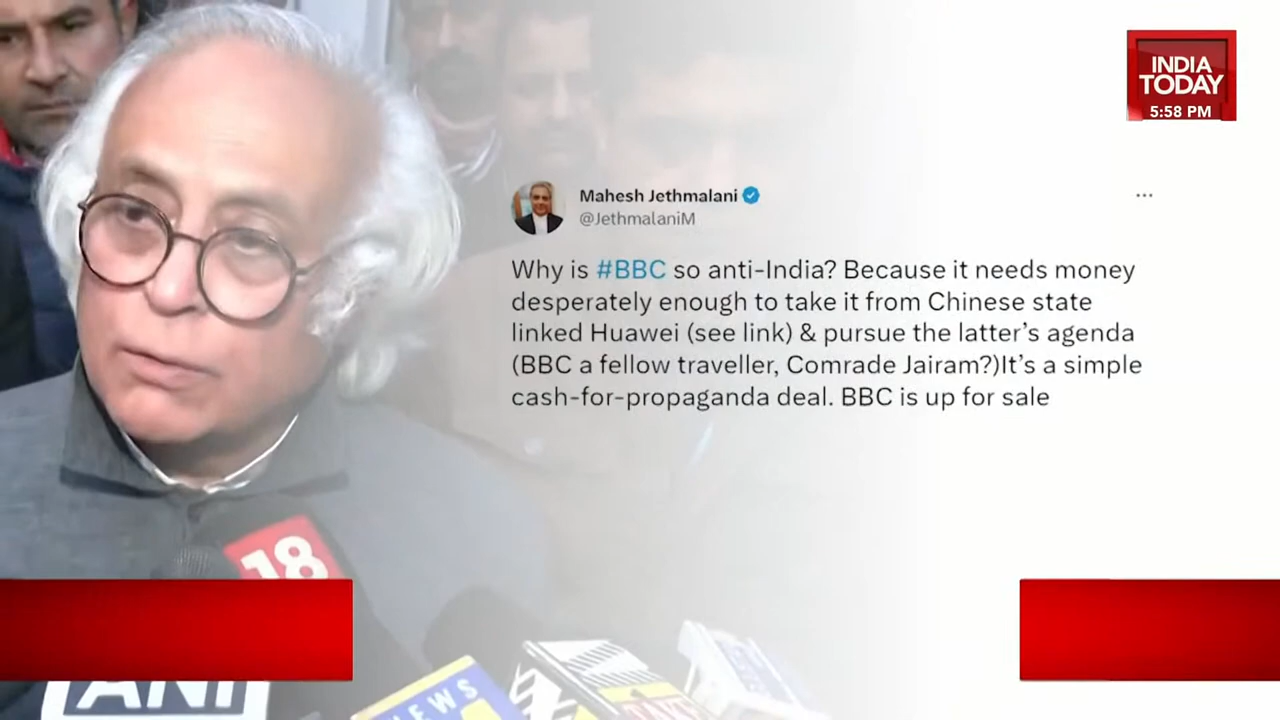 INDIA
TODAY
5:58 PM
Mahesh Jethmalani
@JethmalaniM
Why is #BBC so anti-India? Because it needs money
desperately enough to take it from Chinese state
linked Huawei (see link) & pursue the latter’s agenda
(BBC a fellow traveller, Comrade Jairam?)It’s a simple
cash-for-propaganda deal. BBC is up for sale
18
ANI
NEWS